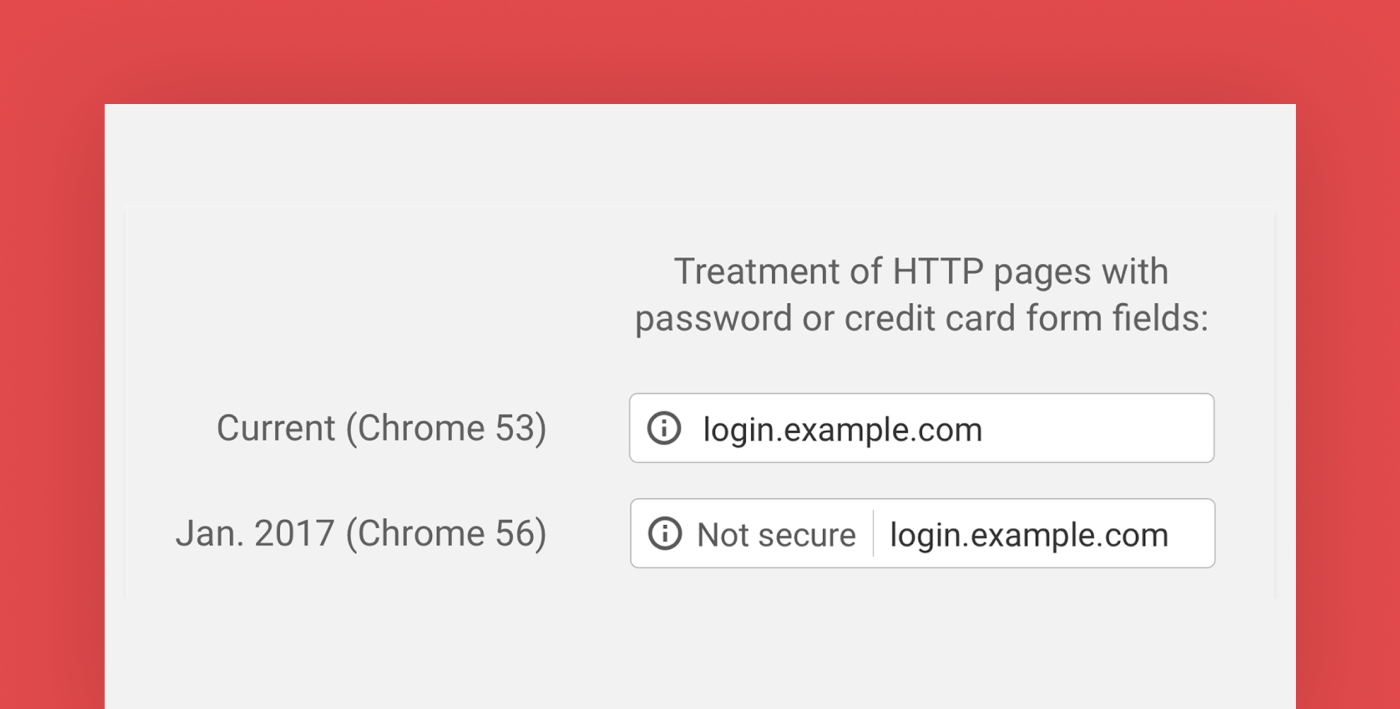 Treatment of HTTP pages with
password or credit card form fields:
Current (Chrome 53)
login.example.com
Jan. 2017 (Chrome 56)
Not secure
login.example.com